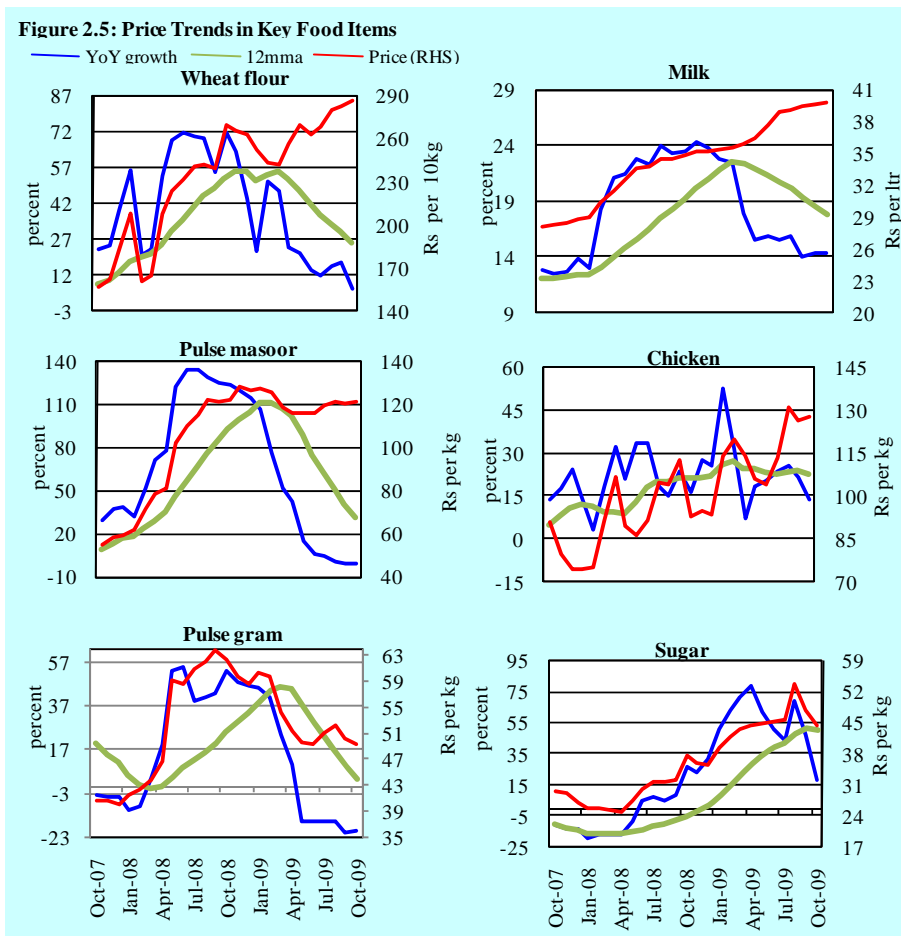 Figure 2.5: Price Trends in Key Food Items
YoY growth 12mma Price (RHS)
Wheat flour
87
72
57
42
27
12
-3
percent
290
260
230
200
170
140
Rs per 10kg
Milk
29
24
19
14
9
percent
41
38
35
32
29
26
23
20
Rs per ltr
Pulse masoor
140
110
80
50
20
-10
percent
140
120
100
80
60
40
Rs per kg
Chicken
60
45
30
15
0
-15
percent
145
130
115
100
85
70
Rs per kg
Pulse gram
57
37
17
-3
-23
percent
63
59
55
51
47
43
39
35
Rs per kg
Oct-07
Jan-08
Apr-08
Jul-08
Oct-08
Jan-09
Apr-09
Jul-09
Oct-09
Sugar
95
75
55
35
15
-5
-25
percent
59
52
45
38
31
24
17
Rs per kg
Oct-07
Jan-08
Apr-08
Jul-08
Oct-08
Jan-09
Apr-09
Jul-09
Oct-09